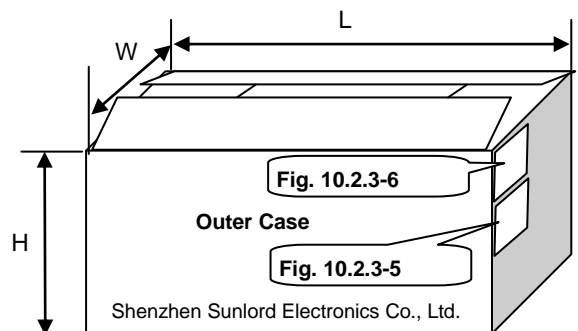 L
W
Fig. 10.2.3-6
Outer Case
H
Fig. 10.2.3-5
Shenzhen Sunlord Electronics Co., Ltd.